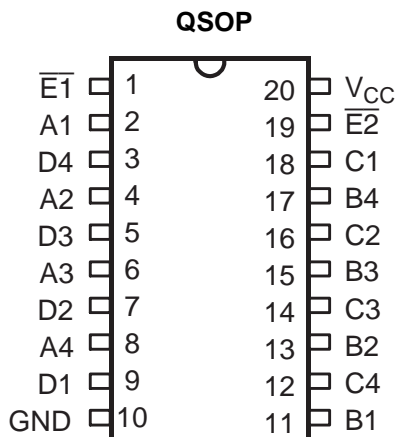 QSOP
E1 1 20 VCC
A1 2 19 E2
D4 3 18 C1
A2 4 17 B4
D3 5 16 C2
A3 6 15 B3
D2 7 14 C3
A4 8 13 B2
D1 9 12 C4
GND 10 11 B1